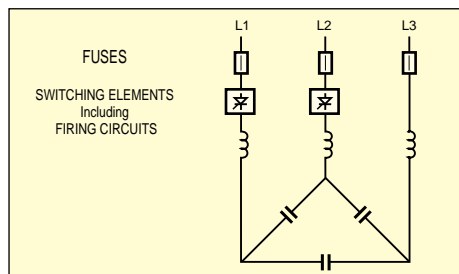 L1 L2 L3
FUSES
SWITCHING ELEMENTS
Including
FIRING CIRCUITS